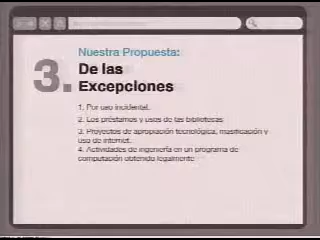 Nuestra Propuesta:
3. De las
Excepciones
1. Por uso incidental.
2. Los préstamos y usos de las bibliotecas
3. Proyectos de apropiación tecnológica, masificación y
uso de internet.
4. Actividades de ingeniería en un programa de
computación obtenido legalmente